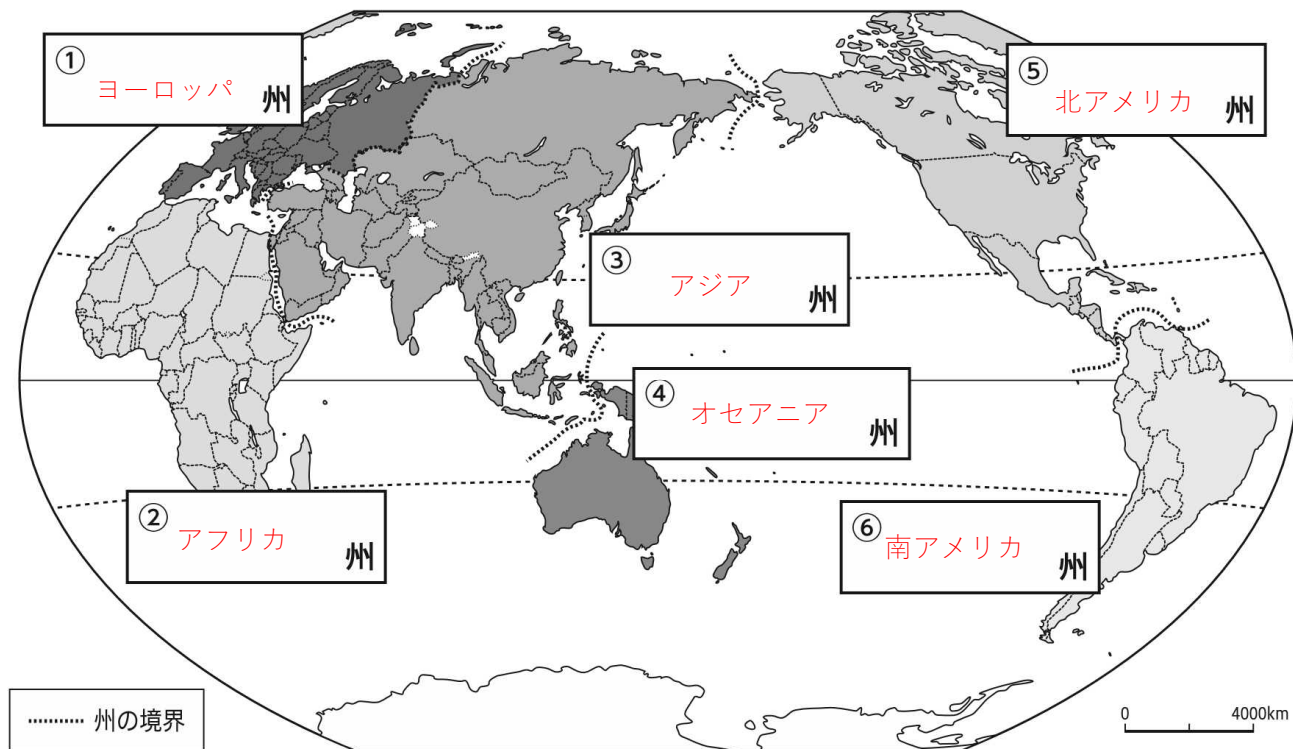 ①
ヨーロッパ 州
②
アフリカ 州
③
アジア 州
④
オセアニア 州
⑤
北アメリカ 州
⑥
南アメリカ 州
州の境界
0 4000km